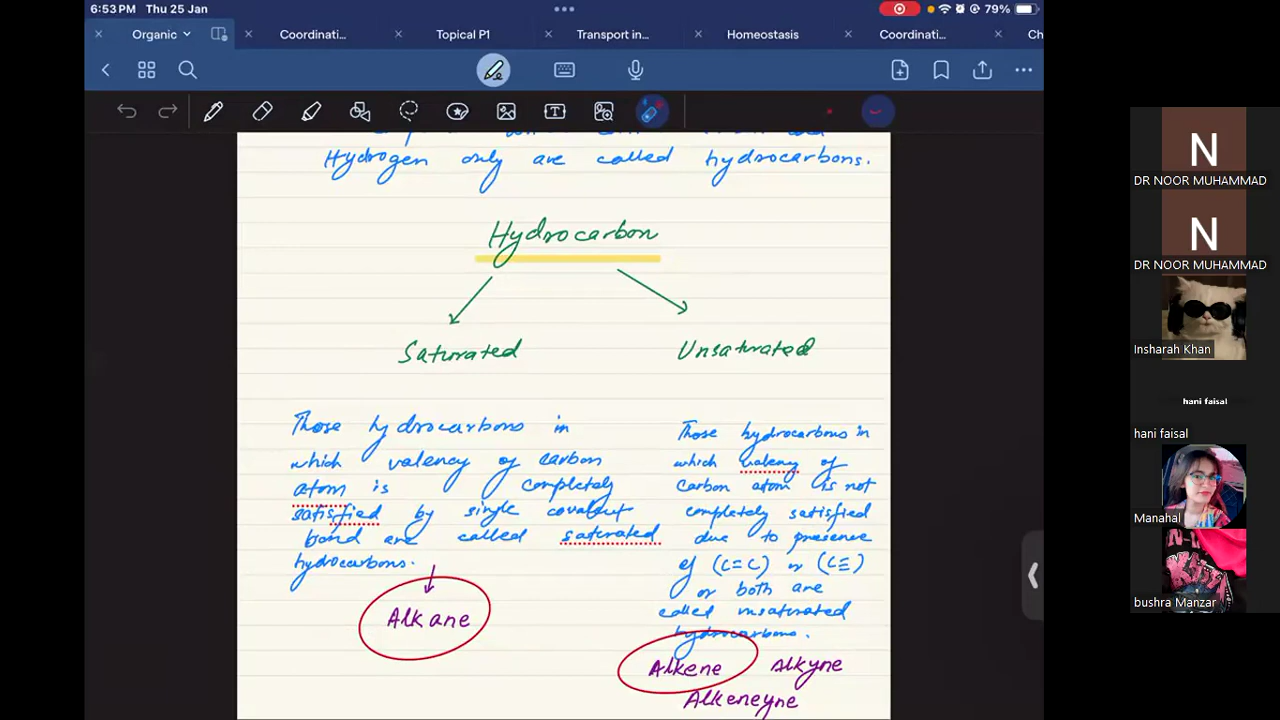 6:53 PM Thu 25 Jan
79%
Organic
Coordinati...
Topical P1
Transport in...
Homeostasis
Coordinati...
Ch
Hydrogen only are called hydrocarbons.
Hydrocarbon
Saturated
Unsaturated
Those hydrocarbons in
which valency of carbon
atom is completely
satisfied by single covalent
bond are called saturated
hydrocarbons.
Alkane
Those hydrocarbons in
which valency of
carbon atom is not
completely satisfied
due to presence
of (C=C) or (C≡)
or both are
called unsaturated
hydrocarbons.
Alkene Alkyne
Alkeneyne
N
DR NOOR MUHAMMAD
N
DR NOOR MUHAMMAD
Insharah Khan
hani faisal
hani faisal
Manahal
bushra Manzar